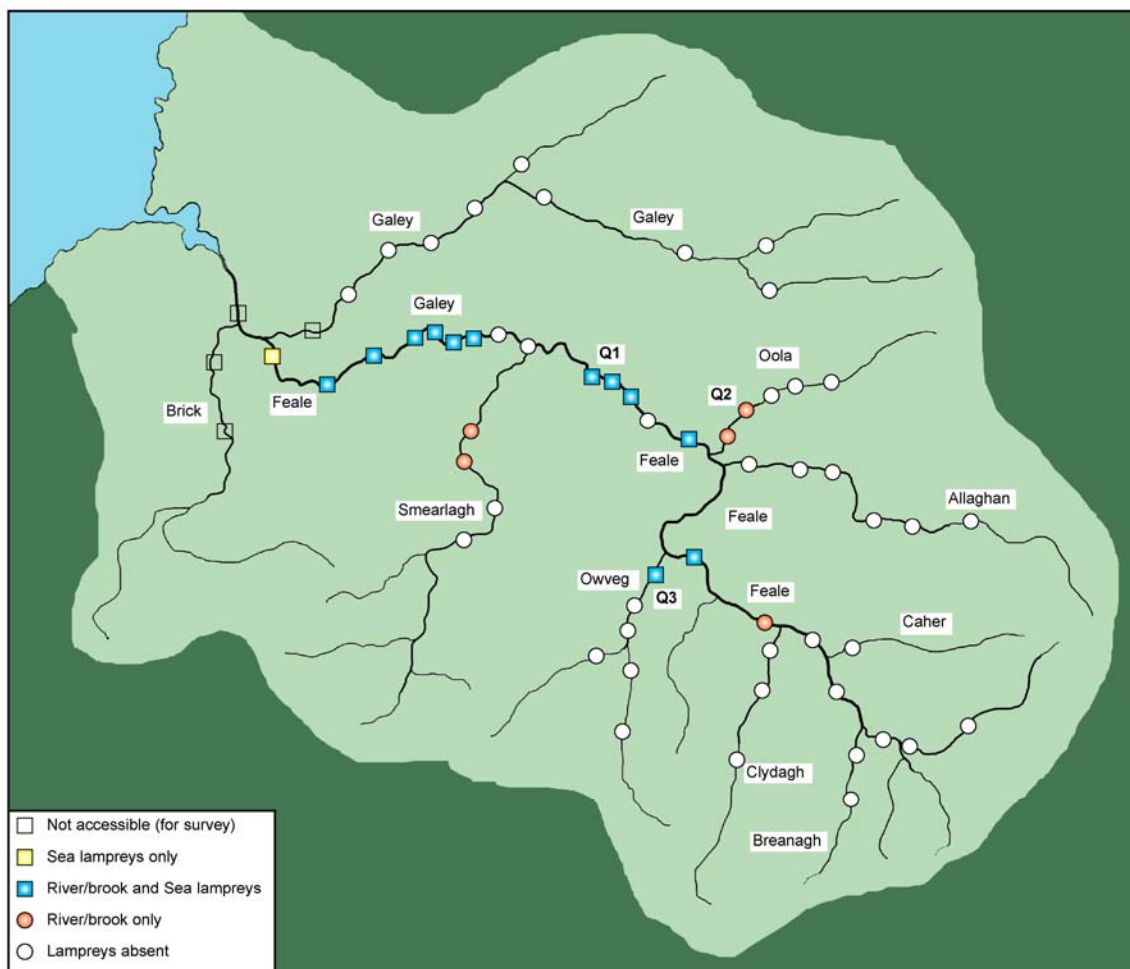 Galey
Galey
Galey
Q1
Oola
Q2
Brick
Feale
Feale
Allaghan
Smearlagh
Feale
Owveg
Q3
Feale
Caher
Clydagh
Breanagh
Not accessible (for survey)
Sea lampreys only
River/brook and Sea lampreys
River/brook only
Lampreys absent